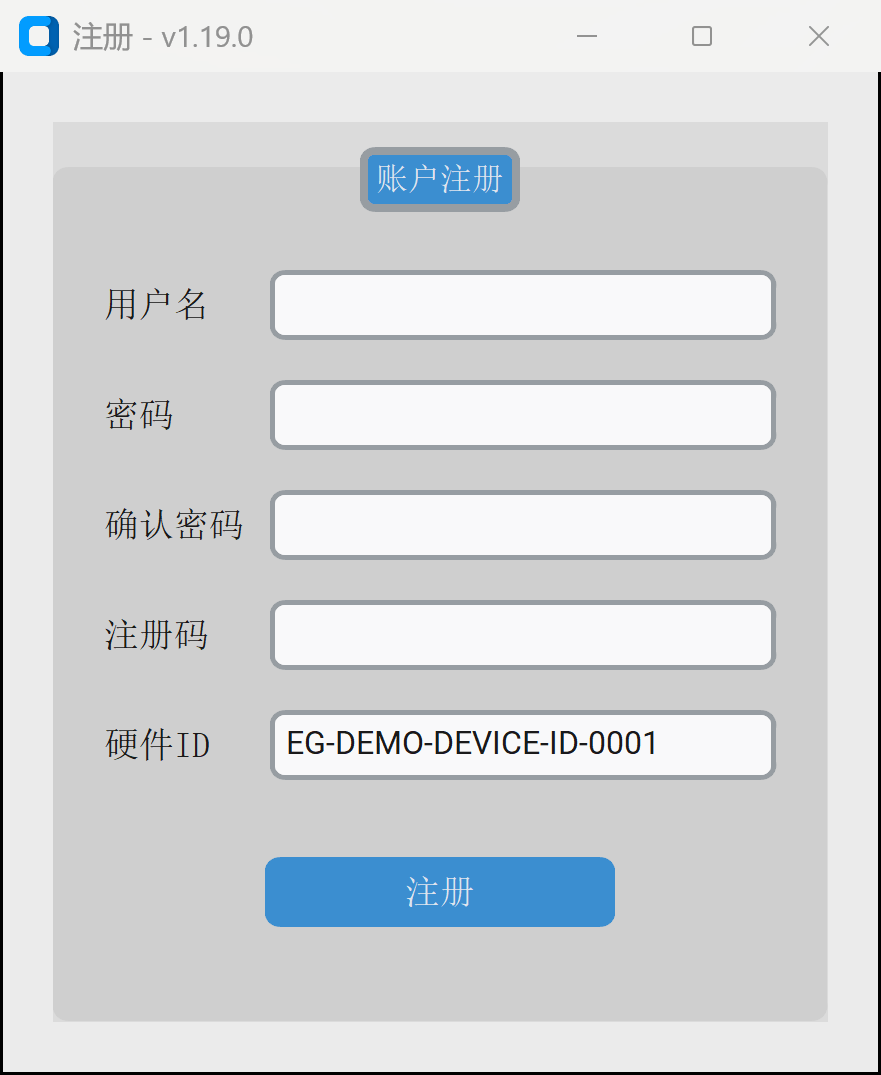 注册 - v1.19.0
账户注册
用户名
密码
确认密码
注册码
硬件ID EG-DEMO-DEVICE-ID-0001
注册